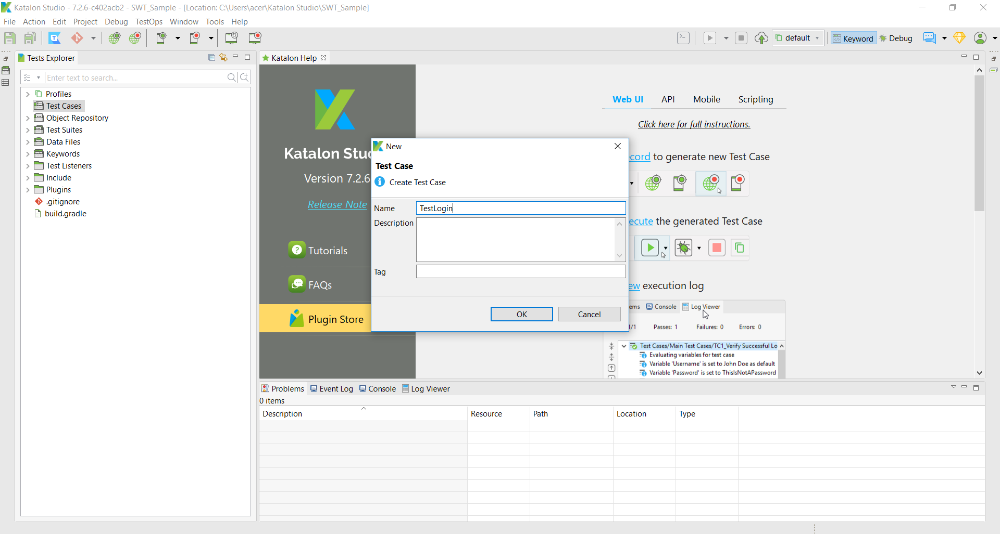 Katalon Studio - 7.2.6-c402acb2 - SWT_Sample - [Location: C:\Users\acer\Katalon Studio\SWT_Sample]
File Action Edit Project Debug TestOps Window Tools Help
default Keyword Debug
Tests Explorer
Enter text to search...
Profiles
Test Cases
Object Repository
Test Suites
Data Files
Keywords
Test Listeners
Include
Plugins
.gitignore
build.gradle
Katalon Help
Katalon Stu
Version 7.2.6
Release Note
Tutorials
FAQs
Plugin Store
Web UI API Mobile Scripting
Click here for full instructions.
cord to generate new Test Case
ecute the generated Test Case
ew execution log
ems Console Log Viewer
1/1 Passes: 1 Failures: 0 Errors: 0
Test Cases/Main Test Cases/TC1_Verify Successful Lo
Evaluating variables for test case
Variable 'Username' is set to John Doe as default
Variable 'Password' is set to ThisIsNotAPassword
New
Test Case
Create Test Case
Name TestLogin
Description
Tag
OK Cancel
Problems Event Log Console Log Viewer
0 items
Description Resource Path Location Type